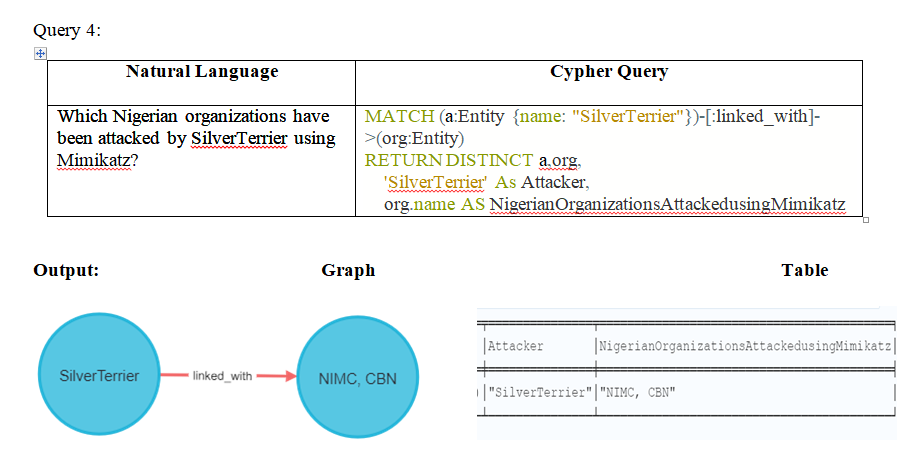 Query 4:
Natural Language
Cypher Query
Which Nigerian organizations have
been attacked by SilverTerrier using
Mimikatz?
MATCH (a:Entity {name: "SilverTerrier"})-[:linked_with]-
>(org:Entity)
RETURN DISTINCT a,org,
'SilverTerrier' As Attacker,
org.name AS NigerianOrganizationsAttackedusingMimikatz
Output:
Graph
Table
SilverTerrier
linked_with
NIMC, CBN
Attacker
NigerianOrganizationsAttackedusingMimikatz
"SilverTerrier"
"NIMC, CBN"